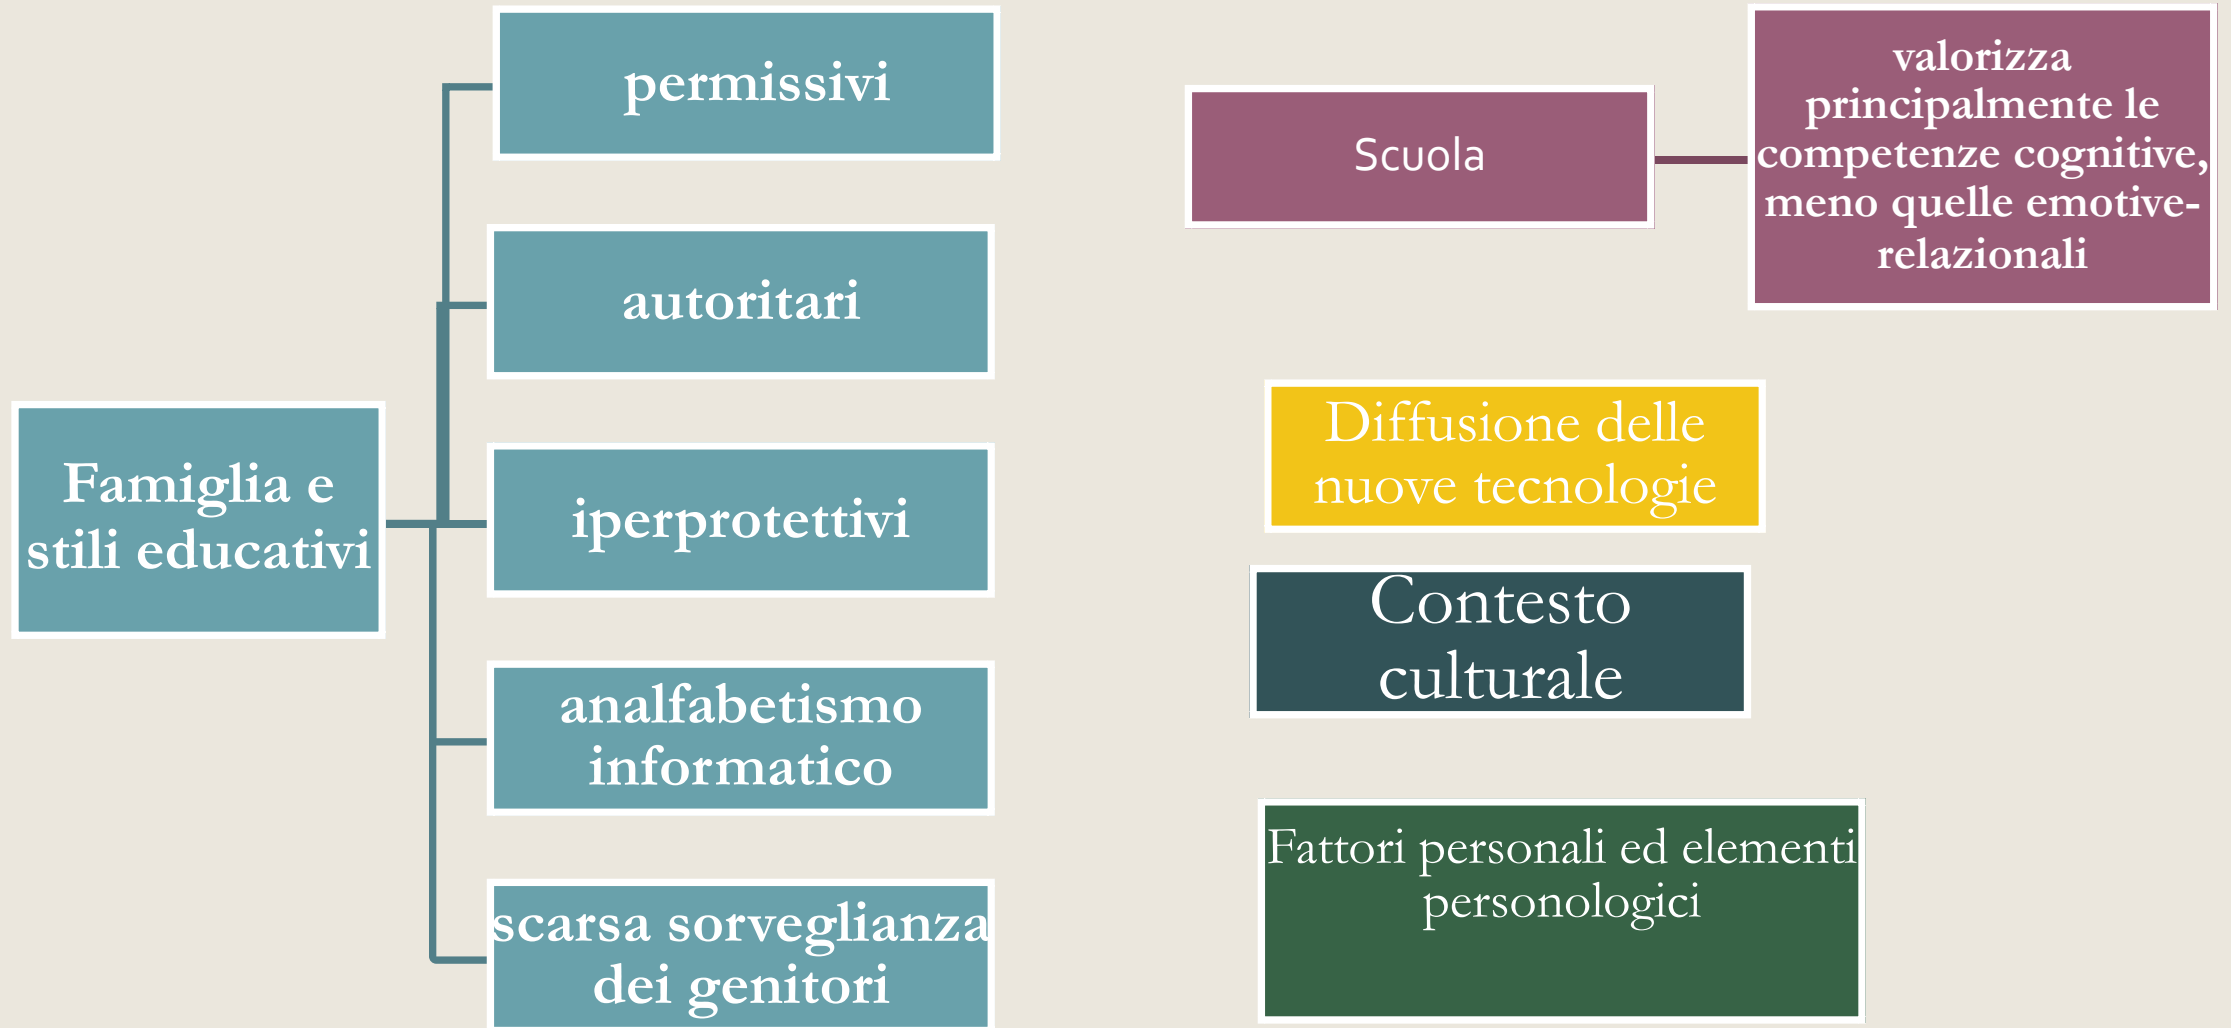 Famiglia e
stili educativi
permissivi
autoritari
iperprotettivi
analfabetismo
informatico
scarsa sorveglianza
dei genitori
Scuola
valorizza
principalmente le
competenze cognitive,
meno quelle emotive-
relazionali
Diffusione delle
nuove tecnologie
Contesto
culturale
Fattori personali ed elementi
personologici